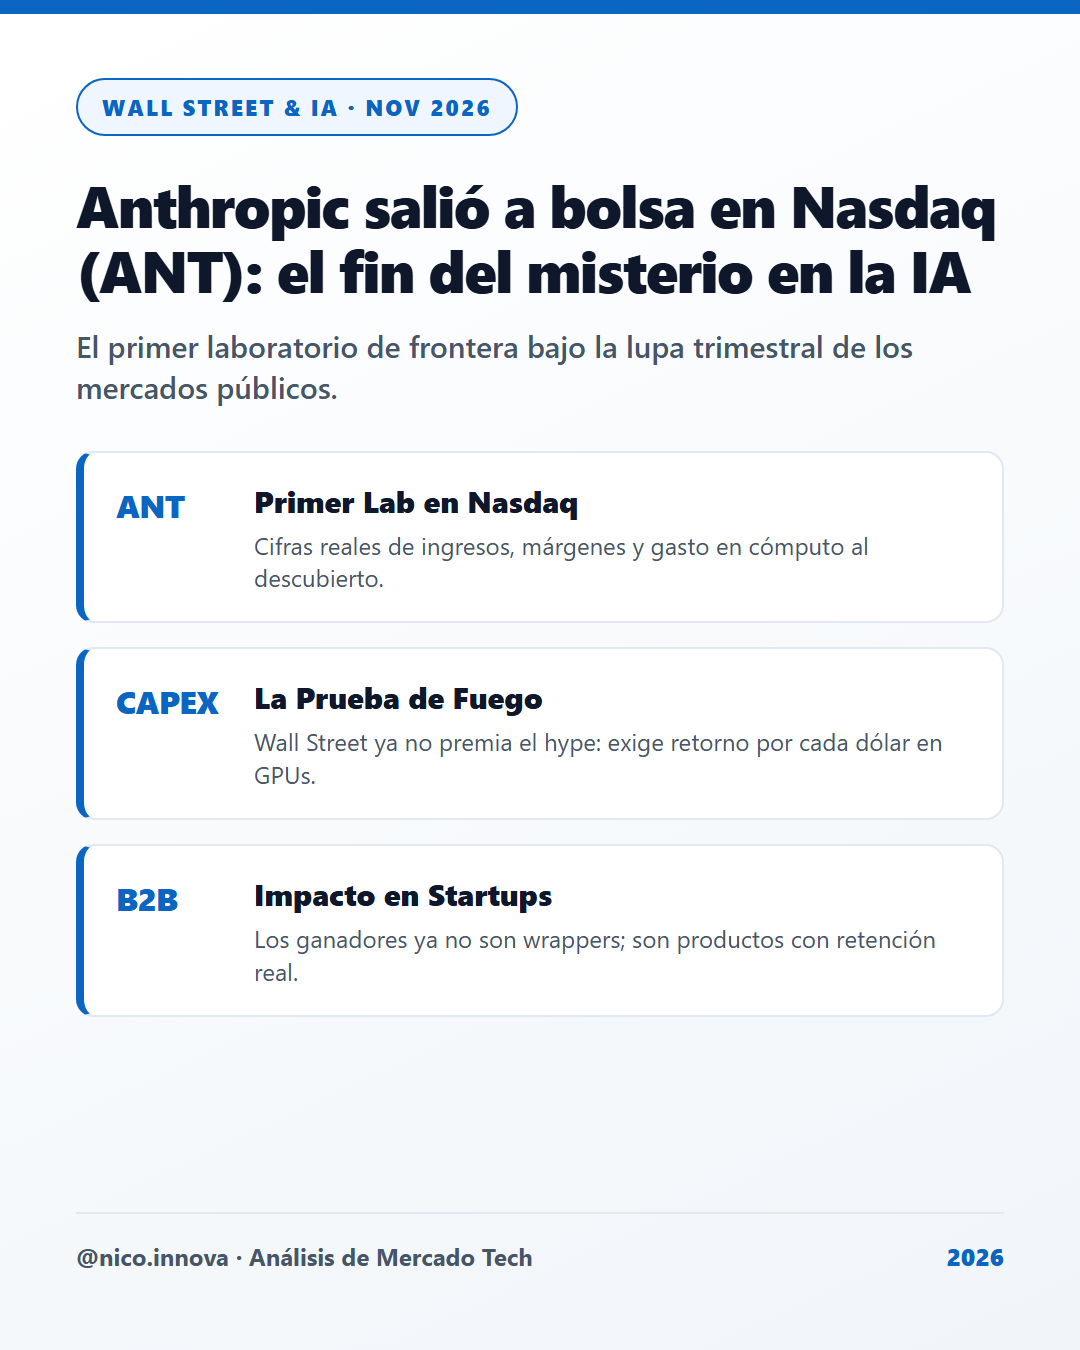 WALL STREET & IA · NOV 2026
Anthropic salió a bolsa en Nasdaq
(ANT): el fin del misterio en la IA
El primer laboratorio de frontera bajo la lupa trimestral de los
mercados públicos.
ANT
Primer Lab en Nasdaq
Cifras reales de ingresos, márgenes y gasto en cómputo al
descubierto.
CAPEX
La Prueba de Fuego
Wall Street ya no premia el hype: exige retorno por cada dólar en
GPUs.
B2B
Impacto en Startups
Los ganadores ya no son wrappers; son productos con retención
real.
@nico.innova · Análisis de Mercado Tech
2026